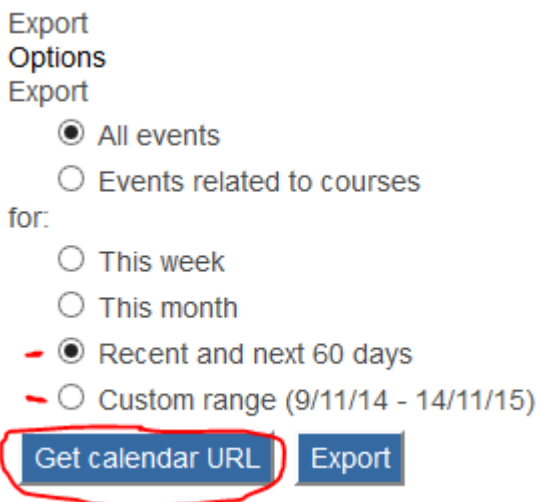 Export
Options
Export
All events
Events related to courses
for:
This week
This month
Recent and next 60 days
Custom range (9/11/14 - 14/11/15)
Get calendar URL Export